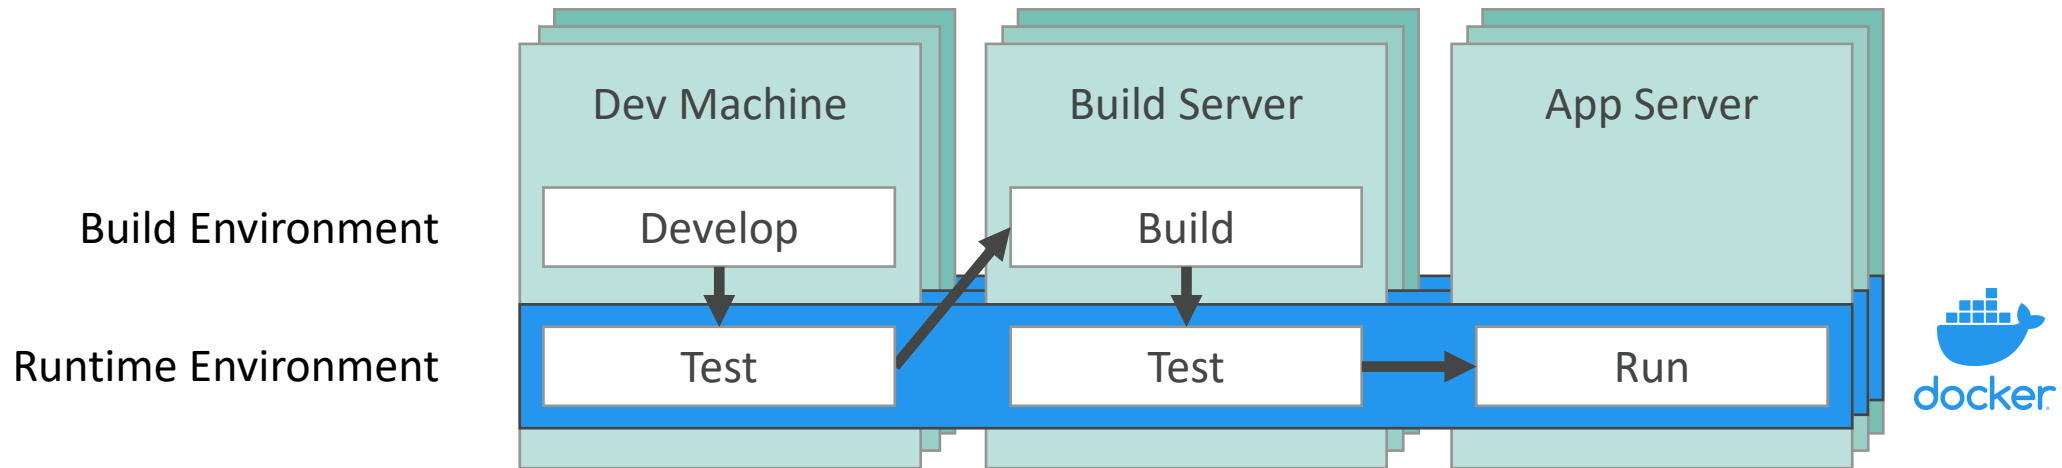 Dev Machine
Build Server
App Server
Build Environment
Develop
Build
Runtime Environment
Test
Test
Run
docker